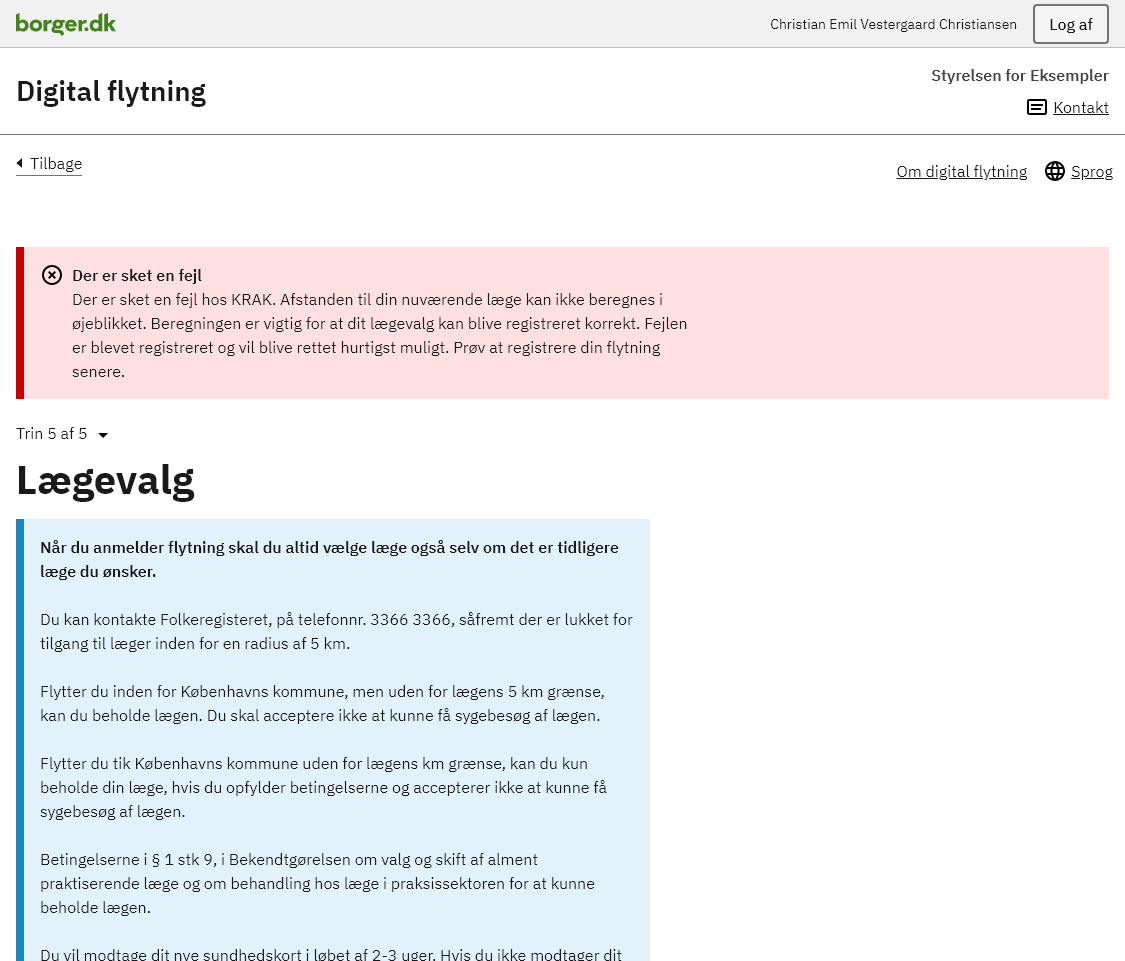 borger.dk
Christian Emil Vestergaard Christiansen
Log af
Digital flytning
Styrelsen for Eksempler
Kontakt
Tilbage
Om digital flytning
Sprog
Der er sket en fejl
Der er sket en fejl hos KRAK. Afstanden til din nuværende læge kan ikke beregnes i
øjeblikket. Beregningen er vigtig for at dit lægevalg kan blive registreret korrekt. Fejlen
er blevet registreret og vil blive rettet hurtigst muligt. Prøv at registrere din flytning
senere.
Trin 5 af 5
Lægevalg
Når du anmelder flytning skal du altid vælge læge også selv om det er tidligere
læge du ønsker.
Du kan kontakte Folkeregisteret, på telefonnr. 3366 3366, såfremt der er lukket for
tilgang til læger inden for en radius af 5 km.
Flytter du inden for Københavns kommune, men uden for lægens 5 km grænse,
kan du beholde lægen. Du skal acceptere ikke at kunne få sygebesøg af lægen.
Flytter du tik Københavns kommune uden for lægens km grænse, kan du kun
beholde din læge, hvis du opfylder betingelserne og accepterer ikke at kunne få
sygebesøg af lægen.
Betingelserne i § 1 stk 9, i Bekendtgørelsen om valg og skift af alment
praktiserende læge og om behandling hos læge i praksissektoren for at kunne
beholde lægen.
Du vil modtage dit nye sundhedskort i løbet af 2-3 uger. Hvis du ikke modtager dit